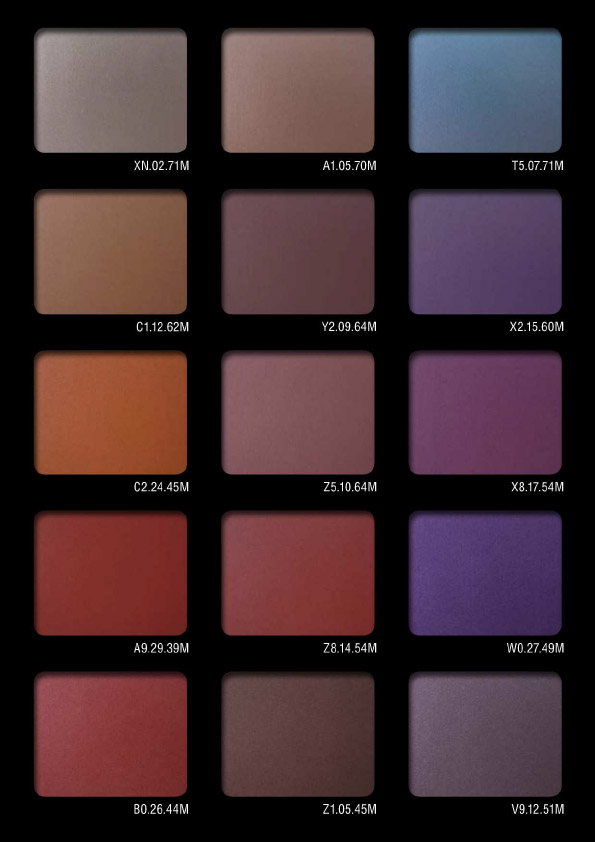 XN.02.71M
A1.05.70M
T5.07.71M
C1.12.62M
Y2.09.64M
X2.15.60M
C2.24.45M
Z5.10.64M
X8.17.54M
A9.29.39M
Z8.14.54M
W0.27.49M
B0.26.44M
Z1.05.45M
V9.12.51M